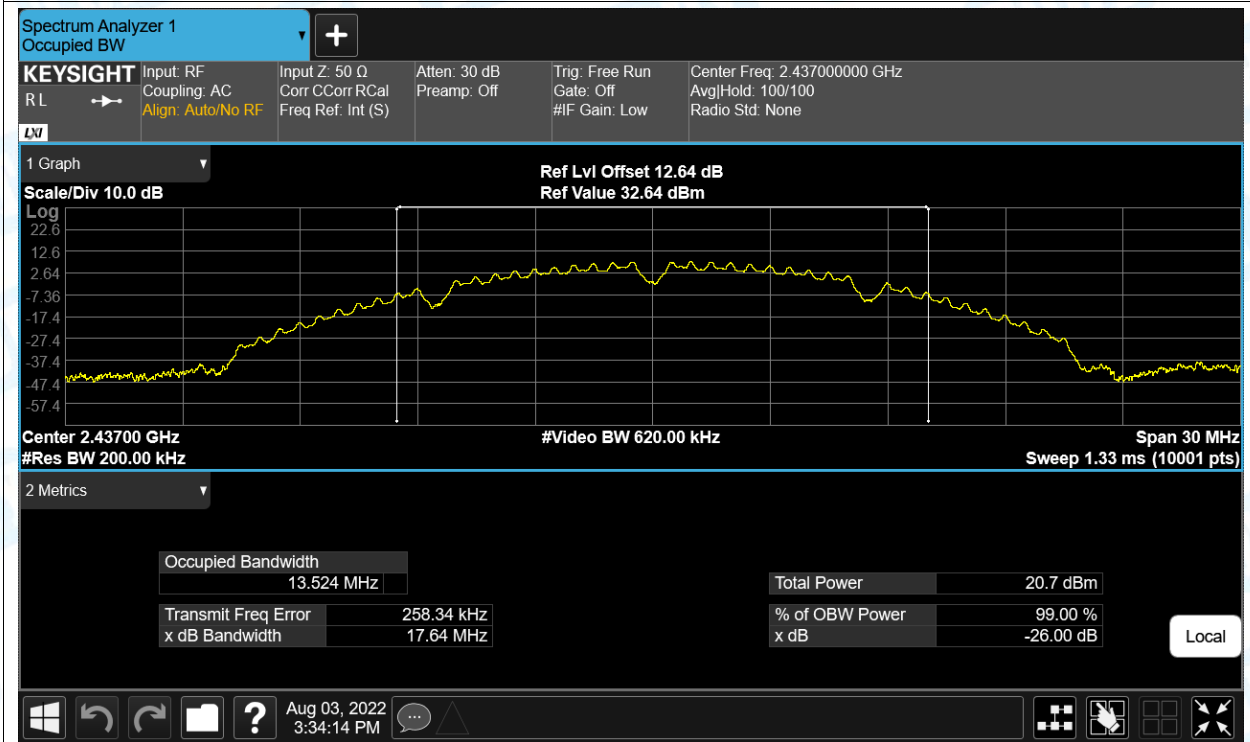 Spectrum Analyzer 1
Occupied BW
KEYSIGHT
R L
LXI
Input: RF
Coupling: AC
Align: Auto/No RF
Input Z: 50 Ω
Corr CCorr RCal
Freq Ref: Int (S)
Atten: 30 dB
Preamp: Off
Trig: Free Run
Gate: Off
#IF Gain: Low
Center Freq: 2.437000000 GHz
Avg|Hold: 100/100
Radio Std: None
1 Graph
Scale/Div 10.0 dB
Ref Lvl Offset 12.64 dB
Ref Value 32.64 dBm
Log
22.6
12.6
2.64
-7.36
-17.4
-27.4
-37.4
-47.4
-57.4
Center 2.43700 GHz
#Res BW 200.00 kHz
#Video BW 620.00 kHz
Span 30 MHz
Sweep 1.33 ms (10001 pts)
2 Metrics
Occupied Bandwidth
13.524 MHz
Transmit Freq Error 258.34 kHz
x dB Bandwidth 17.64 MHz
Total Power 20.7 dBm
% of OBW Power 99.00 %
x dB -26.00 dB
Local
?
Aug 03, 2022
3:34:14 PM